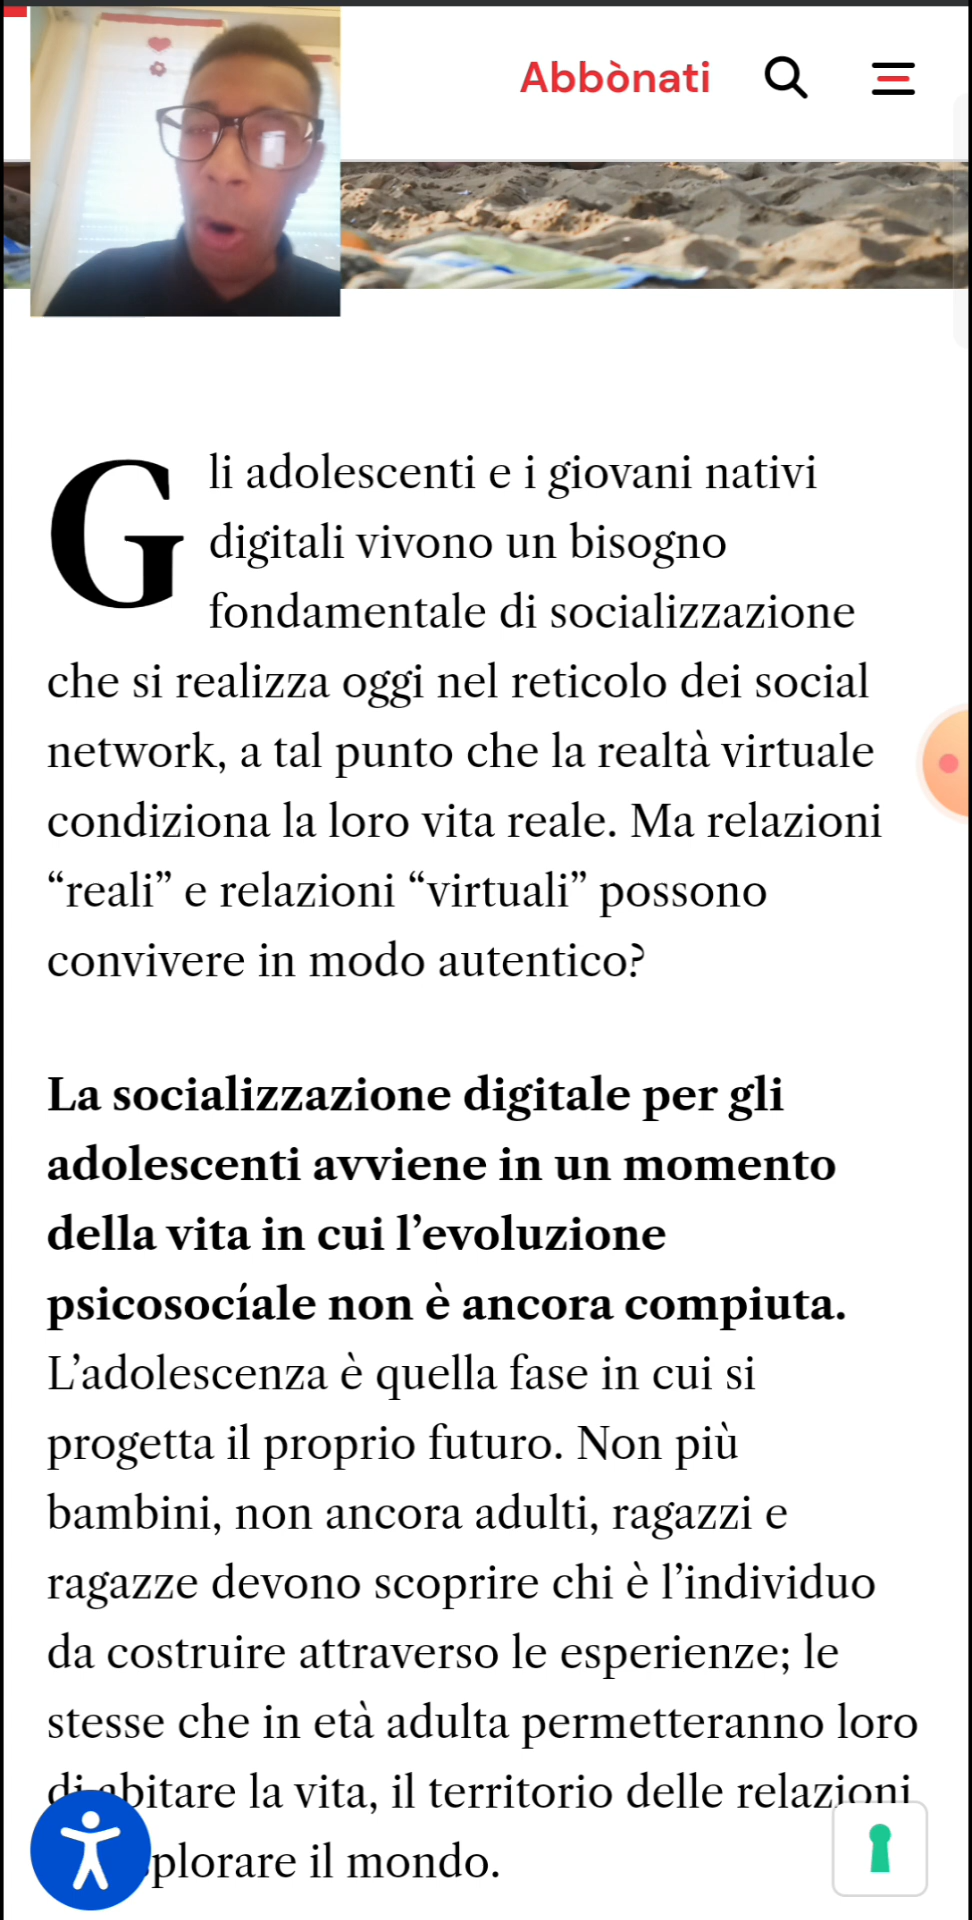 Abbònati
Gli adolescenti e i giovani nativi
digitali vivono un bisogno
fondamentale di socializzazione
che si realizza oggi nel reticolo dei social
network, a tal punto che la realtà virtuale
condiziona la loro vita reale. Ma relazioni
“reali” e relazioni “virtuali” possono
convivere in modo autentico?
La socializzazione digitale per gli
adolescenti avviene in un momento
della vita in cui l’evoluzione
psicosocíale non è ancora compiuta.
L’adolescenza è quella fase in cui si
progetta il proprio futuro. Non più
bambini, non ancora adulti, ragazzi e
ragazze devono scoprire chi è l’individuo
da costruire attraverso le esperienze; le
stesse che in età adulta permetteranno loro
di abitare la vita, il territorio delle relazioni
il mondo.